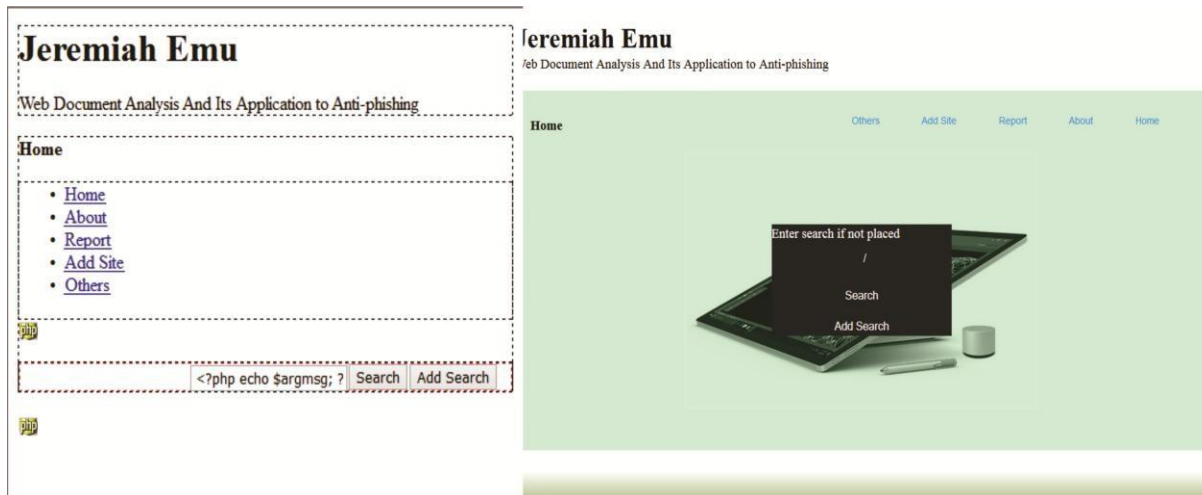 Jeremiah Emu
Web Document Analysis And Its Application to Anti-phishing
Home
Home
About
Report
Add Site
Others
php
<?php echo $argmsg; ? Search Add Search
php
Jeremiah Emu
Web Document Analysis And Its Application to Anti-phishing
Home Others Add Site Report About Home
Enter search if not placed
/
Search
Add Search